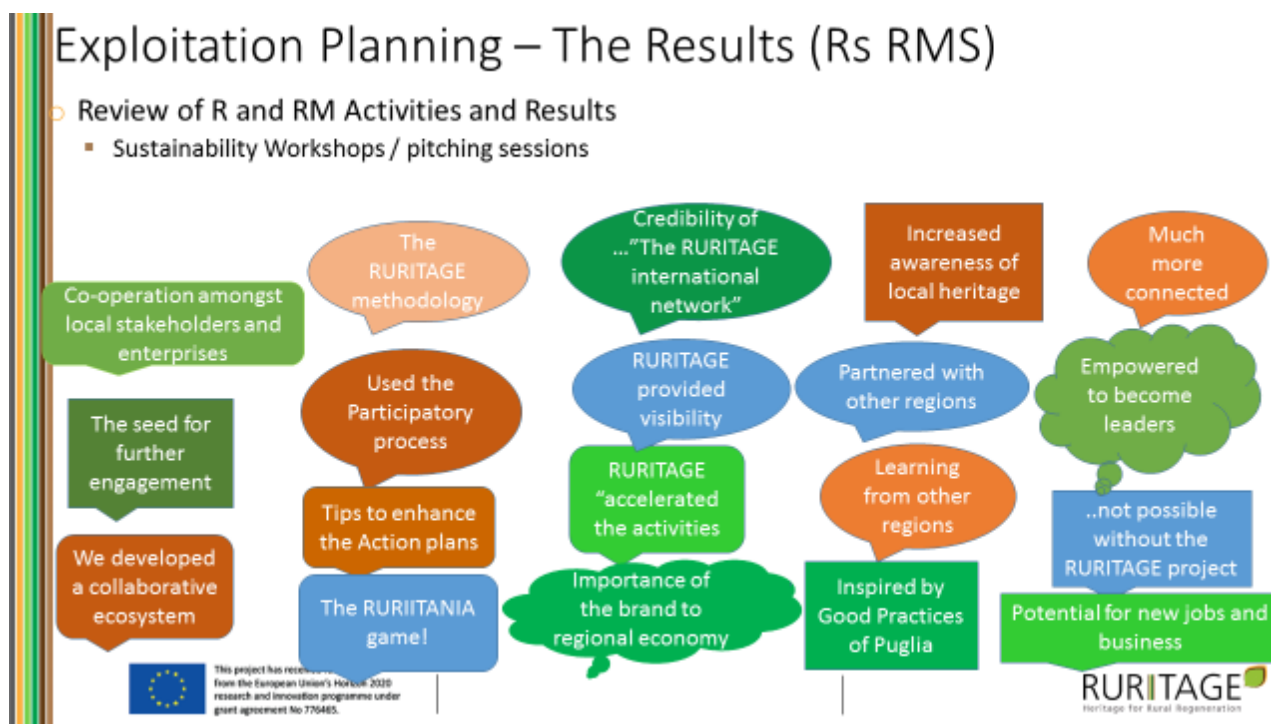 Exploitation Planning – The Results (Rs RMS)
Review of R and RM Activities and Results
Sustainability Workshops / pitching sessions
Co-operation amongst
local stakeholders and
enterprises
The seed for
further
engagement
We developed
a collaborative
ecosystem
The
RURITAGE
methodology
Used the
Participatory
process
Tips to enhance
the Action plans
The RURIITANIA
game!
Credibility of
..."The RURITAGE
international
network"
RURITAGE
provided
visibility
RURITAGE
"accelerated
the activities
Importance of
the brand to
regional economy
Increased
awareness of
local heritage
Partnered with
other regions
Learning
from other
regions
Inspired by
Good Practices
of Puglia
Much
more
connected
Empowered
to become
leaders
..not possible
without the
RURITAGE project
Potential for new jobs and
business
This project has
from the European Union's Horizon 2020
research and innovation programme under
grant agreement No 776465.
RURITAGE
Heritage for Rural Regeneration